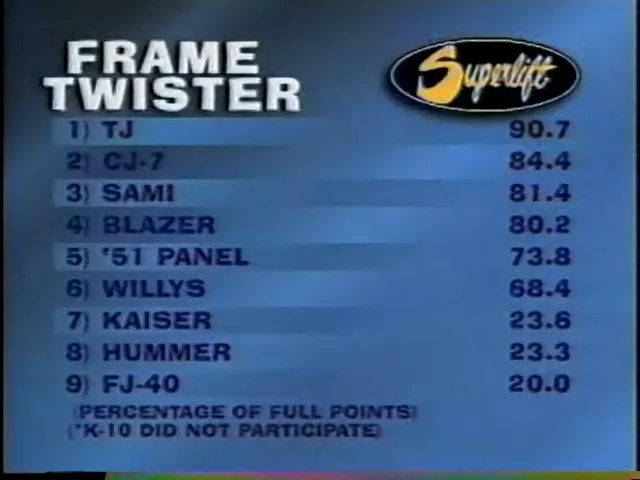 FRAME
TWISTER
Superlift
1) TJ 90.7
2) CJ-7 84.4
3) SAMI 81.4
4) BLAZER 80.2
5) '51 PANEL 73.8
6) WILLYS 68.4
7) KAISER 23.6
8) HUMMER 23.3
9) FJ-40 20.0
(PERCENTAGE OF FULL POINTS)
(*K-10 DID NOT PARTICIPATE)